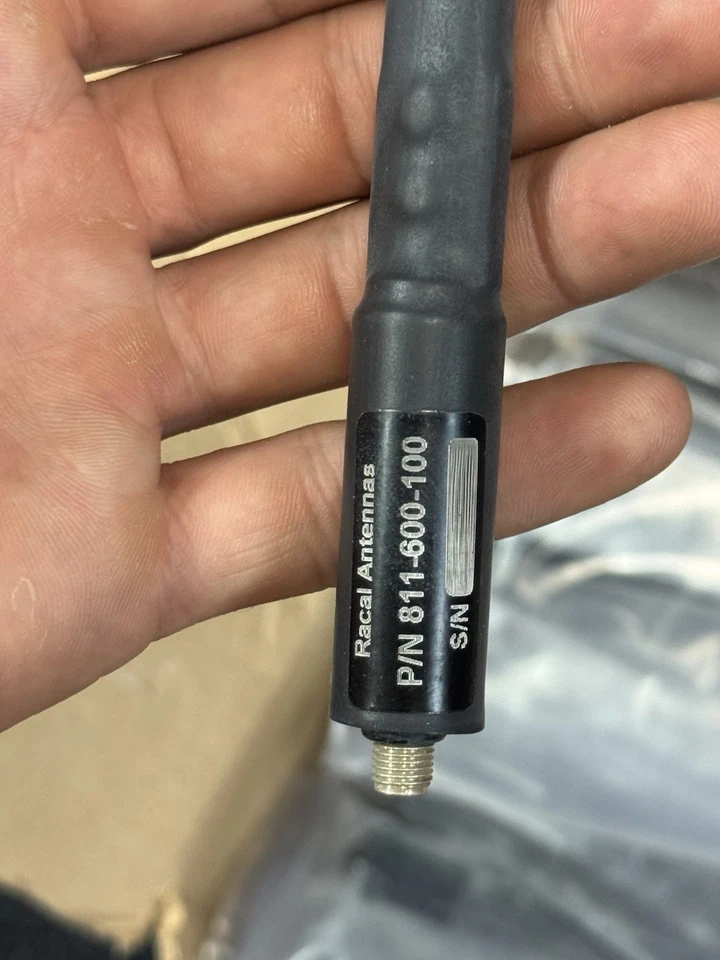 Racal Antennas
P/N 811-600-100
S/N